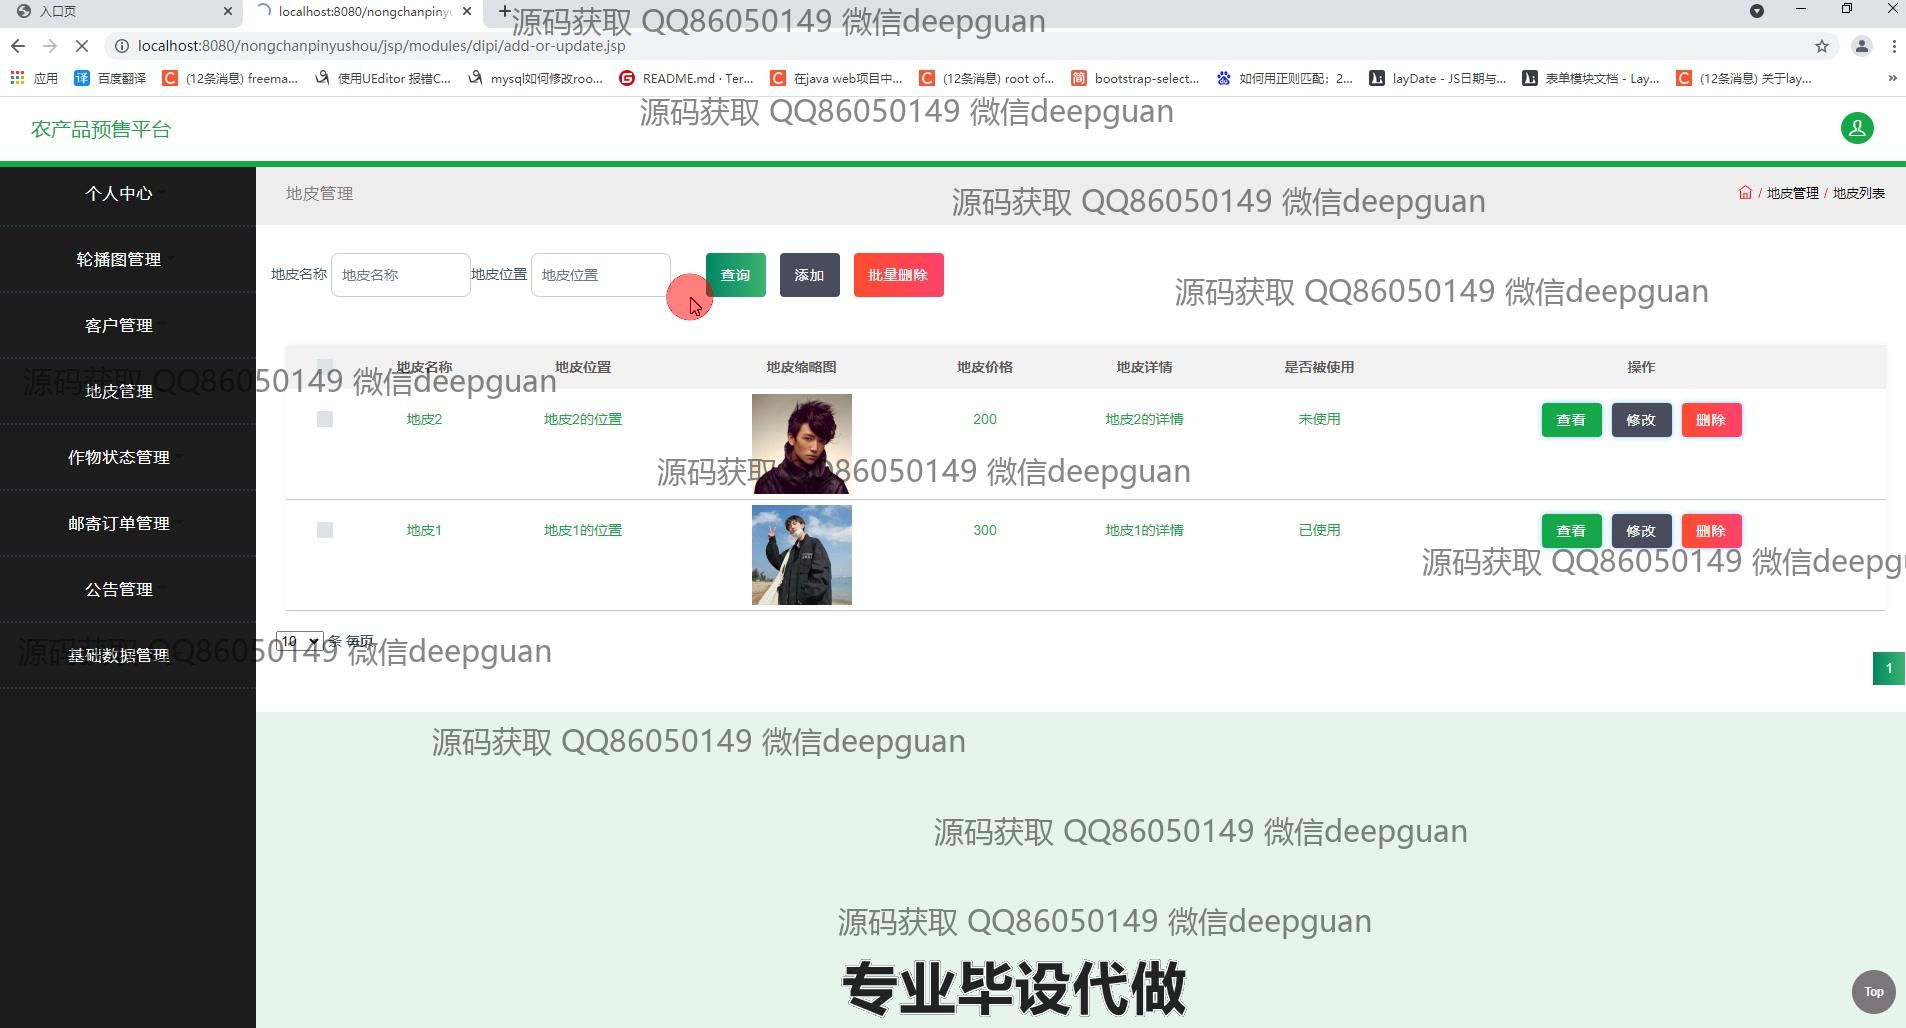 入口页
localhost:8080/nongchanpinyu
源码获取 QQ86050149 微信deepguan
localhost:8080/nongchanpinyushou/jsp/modules/dipi/add-or-update.jsp
应用 百度翻译 (12条消息) freema... 使用UEditor 报错C... mysql如何修改roo... README.md · Ter... 在java web项目中... (12条消息) root of... bootstrap-select... 如何用正则匹配：2... layDate - JS日期与... 表单模块文档 - Lay... (12条消息) 关于lay... »
源码获取 QQ86050149 微信deepguan
农产品预售平台
个人中心
地皮管理
源码获取 QQ86050149 微信deepguan
/ 地皮管理 / 地皮列表
轮播图管理
地皮名称 地皮名称 地皮位置 地皮位置 查询 添加 批量删除
源码获取 QQ86050149 微信deepguan
客户管理
地皮名称 地皮位置 地皮缩略图 地皮价格 地皮详情 是否被使用 操作
源码获取 QQ86050149 微信deepguan
地皮管理
地皮2 地皮2的位置 200 地皮2的详情 未使用 查看 修改 删除
作物状态管理
源码获取 QQ86050149 微信deepguan
邮寄订单管理
地皮1 地皮1的位置 300 地皮1的详情 已使用 查看 修改 删除
源码获取 QQ86050149 微信deepgu
公告管理
10 条 每页
源码获取 QQ86050149 微信deepguan
基础数据管理
1
源码获取 QQ86050149 微信deepguan
源码获取 QQ86050149 微信deepguan
源码获取 QQ86050149 微信deepguan
专业毕设代做
Top